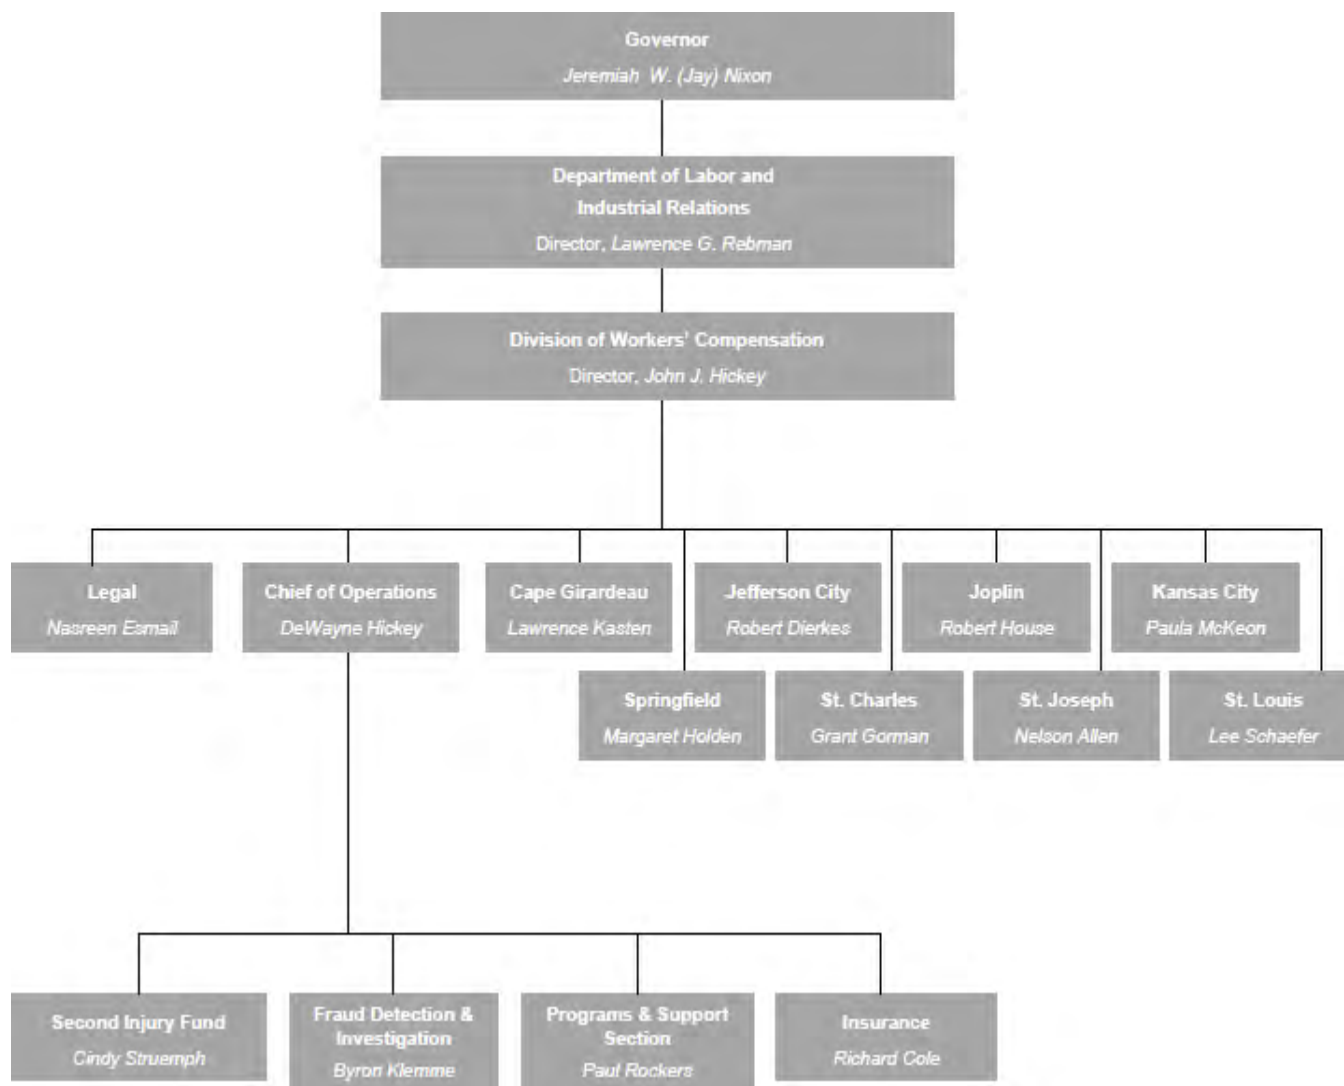 Governor
Jeremiah W. (Jay) Nixon
Department of Labor and
Industrial Relations
Director, Lawrence G. Rebman
Division of Workers' Compensation
Director, John J. Hickey
Legal
Nasreen Esmail
Chief of Operations
DeWayne Hickey
Cape Girardeau
Lawrence Kasten
Jefferson City
Robert Dierkes
Joplin
Robert House
Kansas City
Paula McKeon
Springfield
Margaret Holden
St. Charles
Grant Gorman
St. Joseph
Nelson Allen
St. Louis
Lee Schaefer
Second Injury Fund
Cindy Struemph
Fraud Detection &
Investigation
Byron Klemme
Programs & Support
Section
Paul Rockers
Insurance
Richard Cole